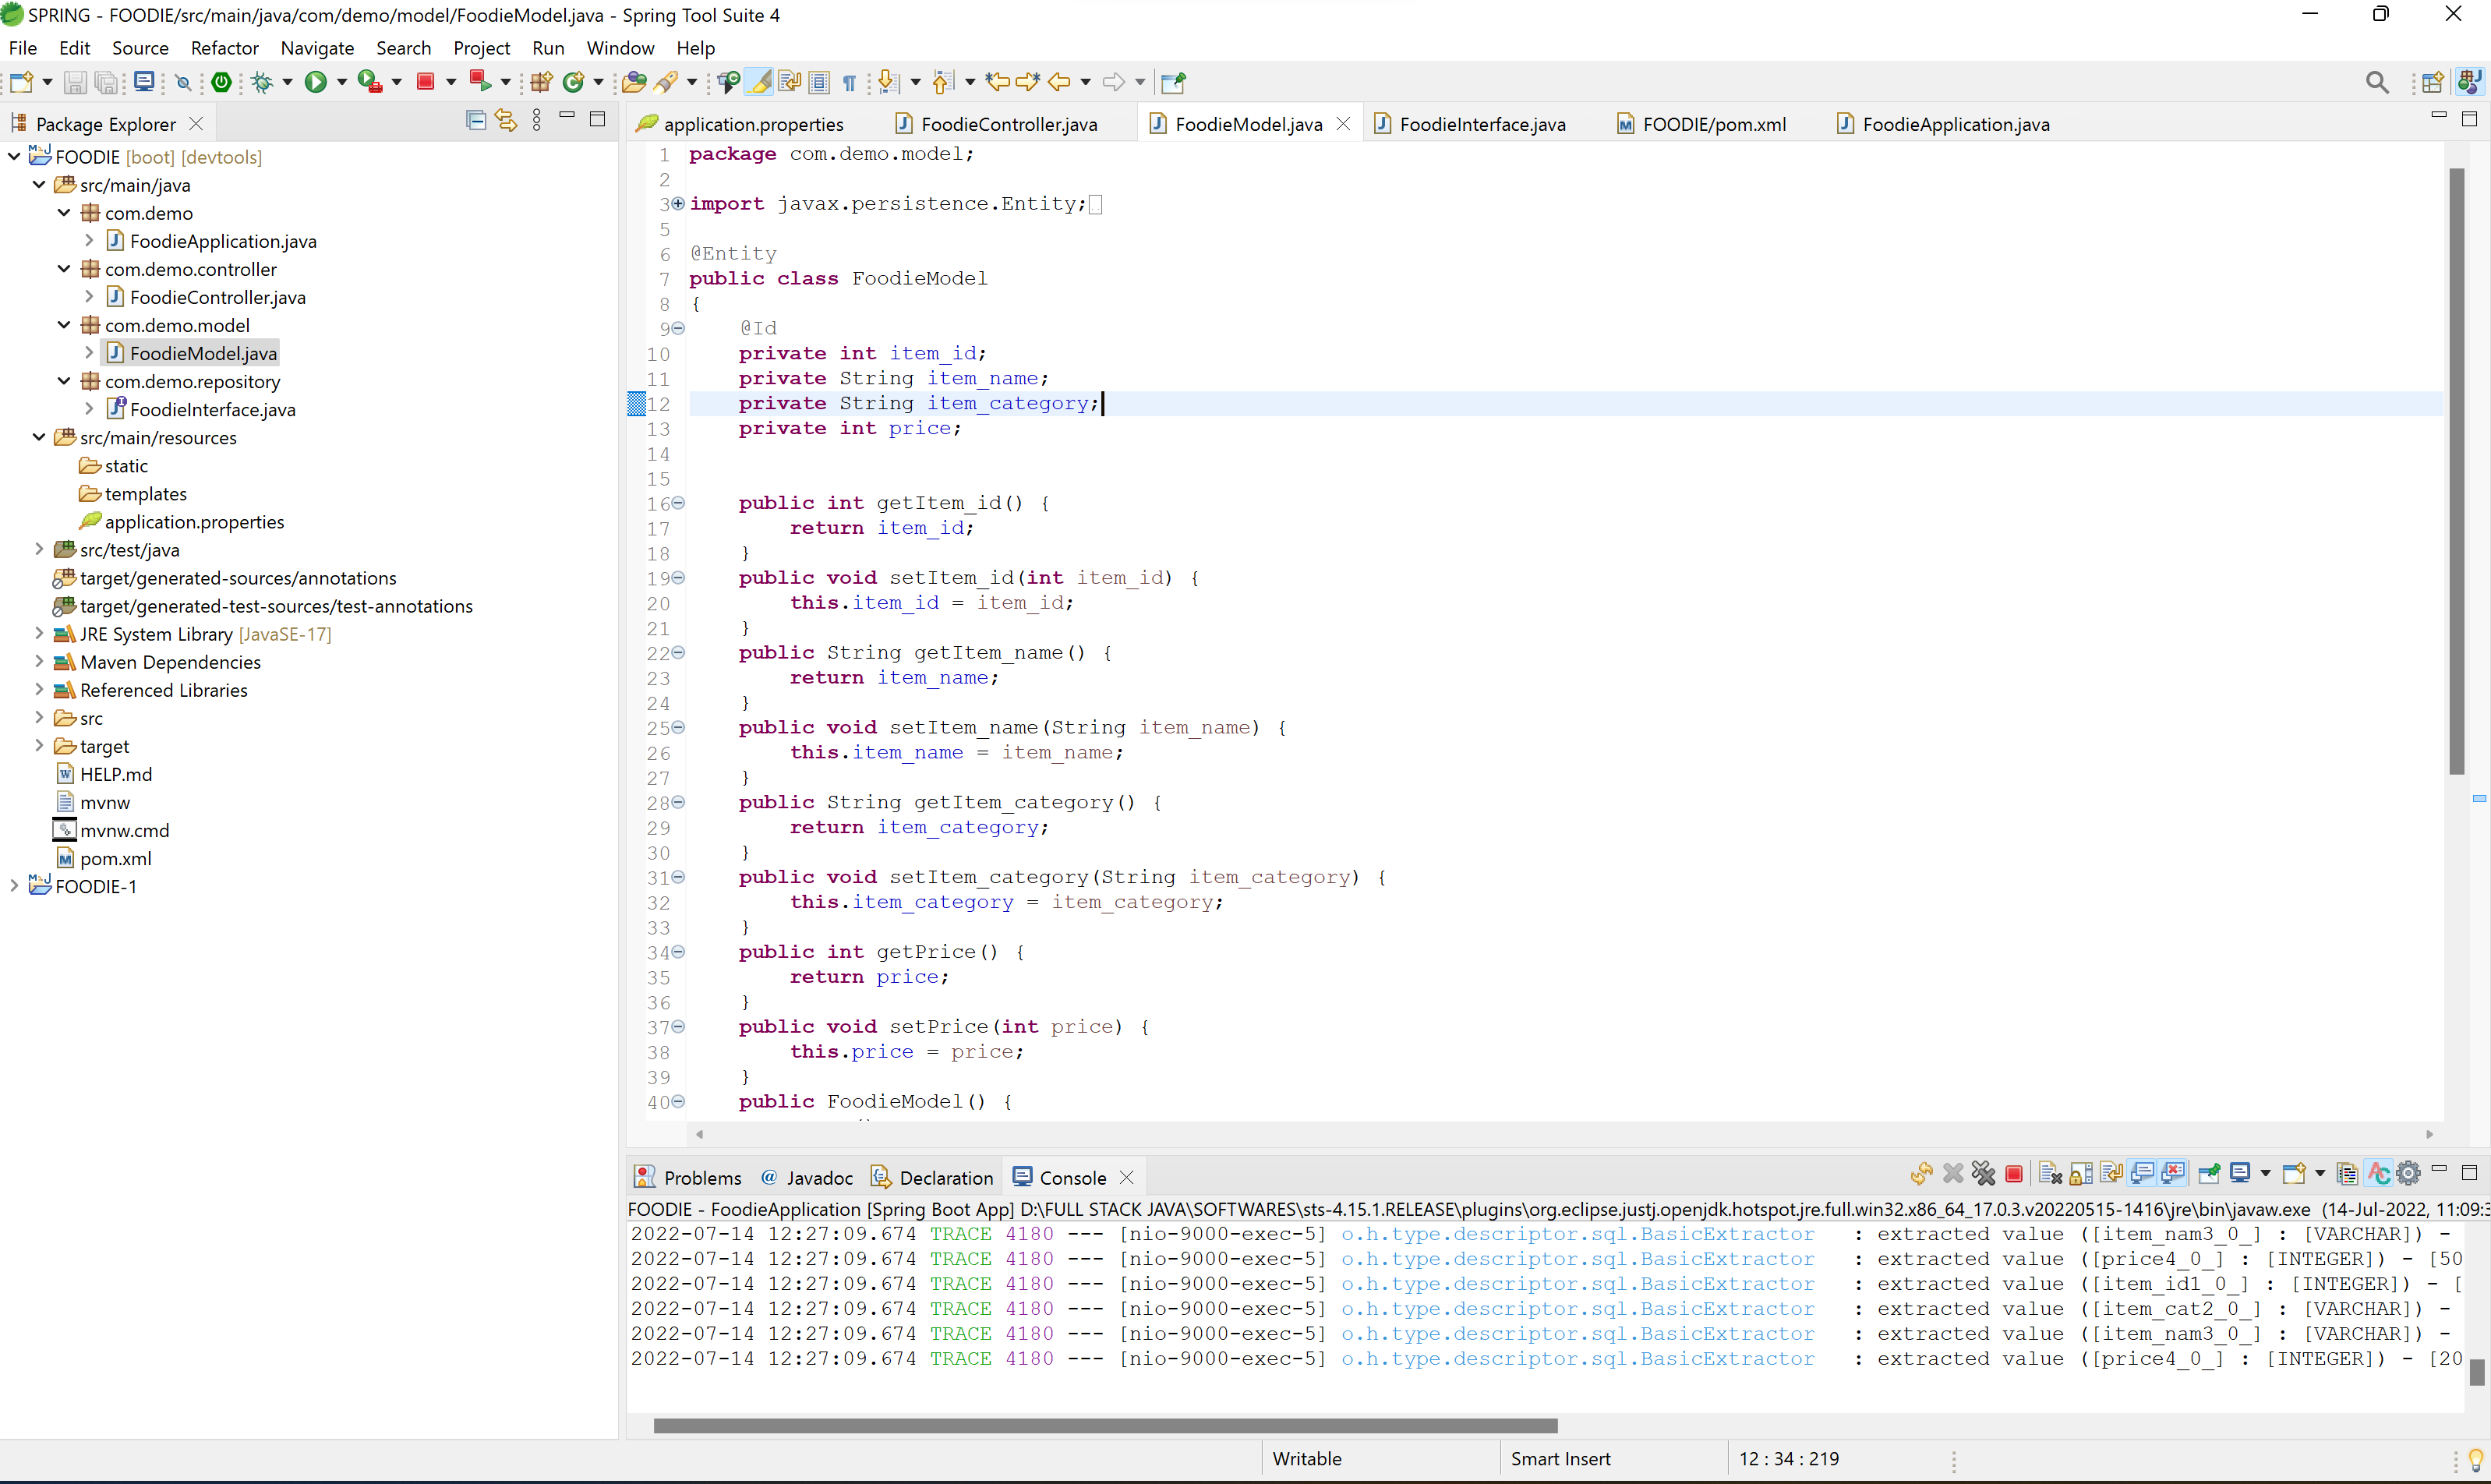 SPRING - FOODIE/src/main/java/com/demo/model/FoodieModel.java - Spring Tool Suite 4
File Edit Source Refactor Navigate Search Project Run Window Help
Package Explorer
FOODIE [boot] [devtools]
src/main/java
com.demo
FoodieApplication.java
com.demo.controller
FoodieController.java
com.demo.model
FoodieModel.java
com.demo.repository
FoodieInterface.java
src/main/resources
static
templates
application.properties
src/test/java
target/generated-sources/annotations
target/generated-test-sources/test-annotations
JRE System Library [JavaSE-17]
Maven Dependencies
Referenced Libraries
src
target
HELP.md
mvnw
mvnw.cmd
pom.xml
FOODIE-1
application.properties FoodieController.java FoodieModel.java FoodieInterface.java FOODIE/pom.xml FoodieApplication.java
1 package com.demo.model;
2
3 import javax.persistence.Entity;
5
6 @Entity
7 public class FoodieModel
8 {
9 @Id
10 private int item_id;
11 private String item_name;
12 private String item_category;
13 private int price;
14
15
16 public int getItem_id() {
17 return item_id;
18 }
19 public void setItem_id(int item_id) {
20 this.item_id = item_id;
21 }
22 public String getItem_name() {
23 return item_name;
24 }
25 public void setItem_name(String item_name) {
26 this.item_name = item_name;
27 }
28 public String getItem_category() {
29 return item_category;
30 }
31 public void setItem_category(String item_category) {
32 this.item_category = item_category;
33 }
34 public int getPrice() {
35 return price;
36 }
37 public void setPrice(int price) {
38 this.price = price;
39 }
40 public FoodieModel() {
Problems @ Javadoc Declaration Console
FOODIE - FoodieApplication [Spring Boot App] D:\FULL STACK JAVA\SOFTWARES\sts-4.15.1.RELEASE\plugins\org.eclipse.justj.openjdk.hotspot.jre.full.win32.x86_64_17.0.3.v20220515-1416\jre\bin\javaw.exe (14-Jul-2022, 11:09:3
2022-07-14 12:27:09.674 TRACE 4180 --- [nio-9000-exec-5] o.h.type.descriptor.sql.BasicExtractor : extracted value ([item_nam3_0_] : [VARCHAR]) -
2022-07-14 12:27:09.674 TRACE 4180 --- [nio-9000-exec-5] o.h.type.descriptor.sql.BasicExtractor : extracted value ([price4_0_] : [INTEGER]) - [50
2022-07-14 12:27:09.674 TRACE 4180 --- [nio-9000-exec-5] o.h.type.descriptor.sql.BasicExtractor : extracted value ([item_id1_0_] : [INTEGER]) - [
2022-07-14 12:27:09.674 TRACE 4180 --- [nio-9000-exec-5] o.h.type.descriptor.sql.BasicExtractor : extracted value ([item_cat2_0_] : [VARCHAR]) -
2022-07-14 12:27:09.674 TRACE 4180 --- [nio-9000-exec-5] o.h.type.descriptor.sql.BasicExtractor : extracted value ([item_nam3_0_] : [VARCHAR]) -
2022-07-14 12:27:09.674 TRACE 4180 --- [nio-9000-exec-5] o.h.type.descriptor.sql.BasicExtractor : extracted value ([price4_0_] : [INTEGER]) - [20
Writable Smart Insert 12 : 34 : 219